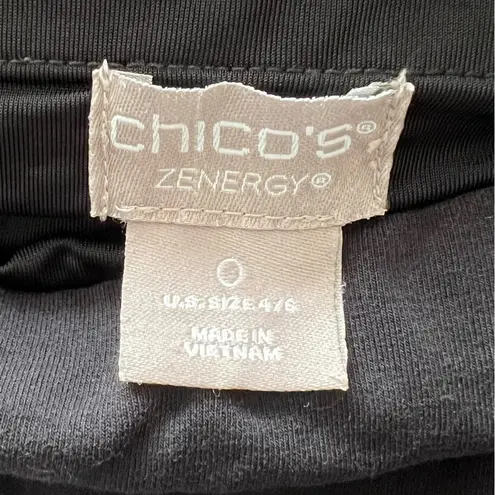 CHICO'S®
ZENERGY®
0
U.S. SIZE 4/6
MADE IN
VIETNAM